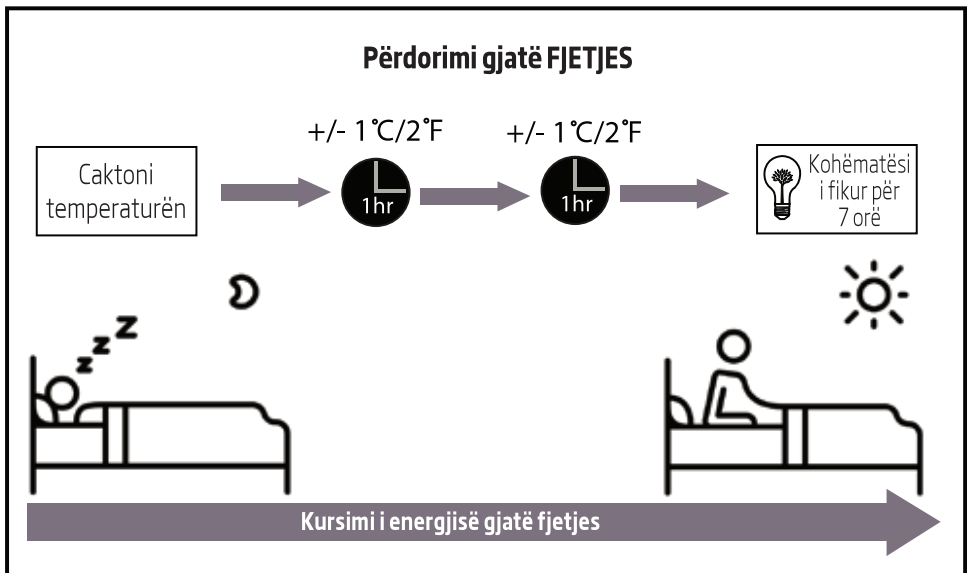 Përdorimi gjatë FJETJES
+/- 1°C/2°F
+/- 1°C/2°F
Caktoni
temperaturën
1hr
1hr
Kohëmatësi
i fikur për
7 orë
z z Z
Kursimi i energjisë gjatë fjetjes